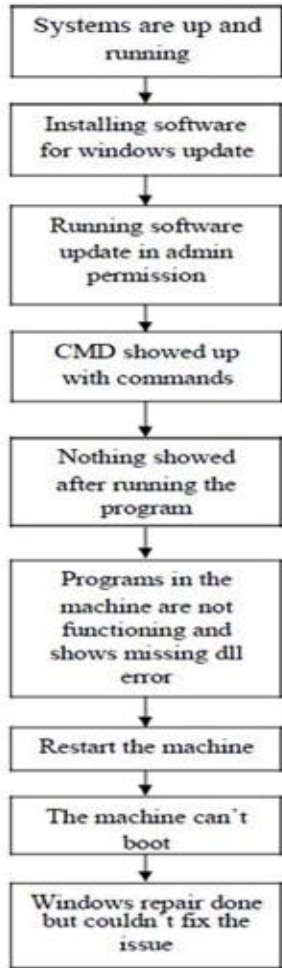 Systems are up and
running
Installing software
for windows update
Running software
update in admin
permission
CMD showed up
with commands
Nothing showed
after running the
program
Programs in the
machine are not
functioning and
shows missing dll
error
Restart the machine
The machine can't
boot
Windows repair done
but couldn't fix the
issue